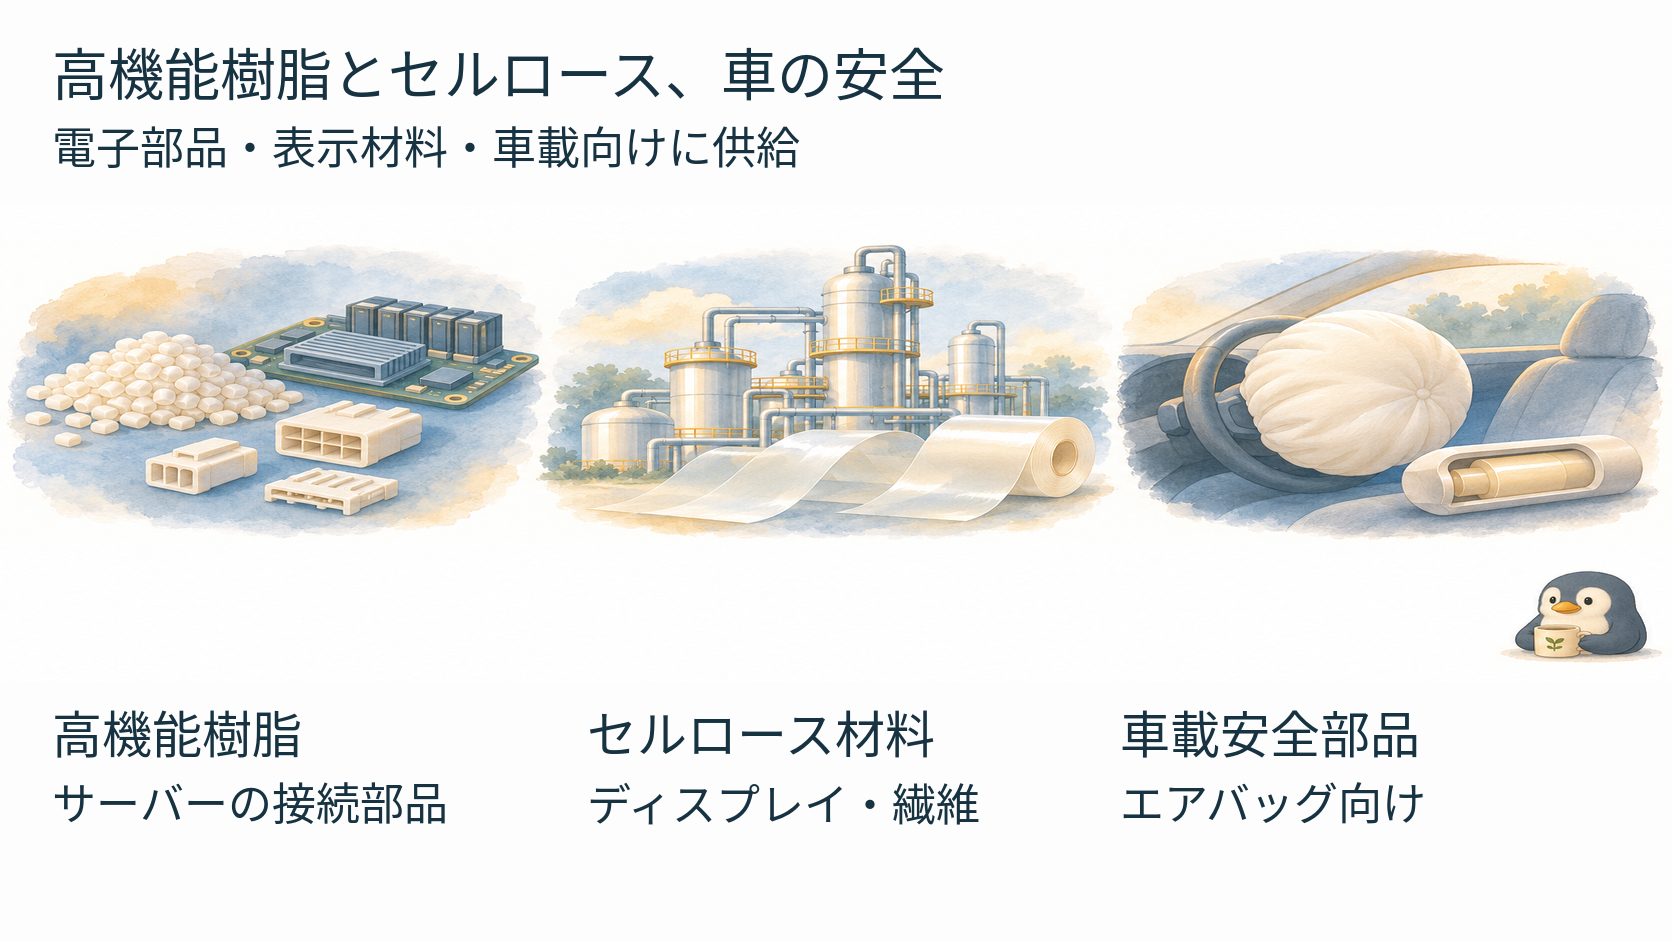 高機能樹脂とセルロース、車の安全
電子部品・表示材料・車載向けに供給
高機能樹脂
サーバーの接続部品
セルロース材料
ディスプレイ・繊維
車載安全部品
エアバッグ向け